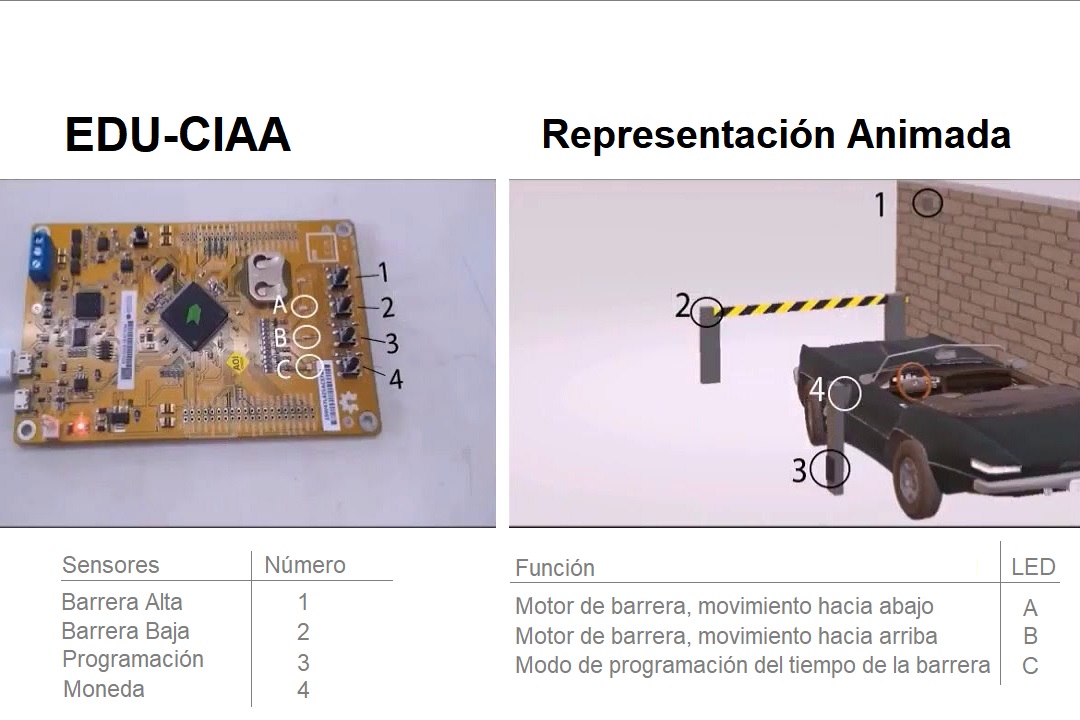 EDU-CIAA
Representación Animada
1
2
3
4
A
B
C
1
2
4
3
Sensores Número
Barrera Alta 1
Barrera Baja 2
Programación 3
Moneda 4
Función LED
Motor de barrera, movimiento hacia abajo A
Motor de barrera, movimiento hacia arriba B
Modo de programación del tiempo de la barrera C